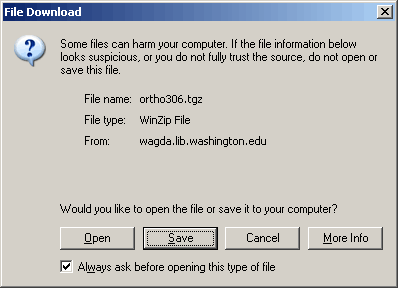 File Download
Some files can harm your computer. If the file information below
looks suspicious, or you do not fully trust the source, do not open or
save this file.
File name: ortho306.tgz
File type: WinZip File
From: wagda.lib.washington.edu
Would you like to open the file or save it to your computer?
Open Save Cancel More Info
Always ask before opening this type of file